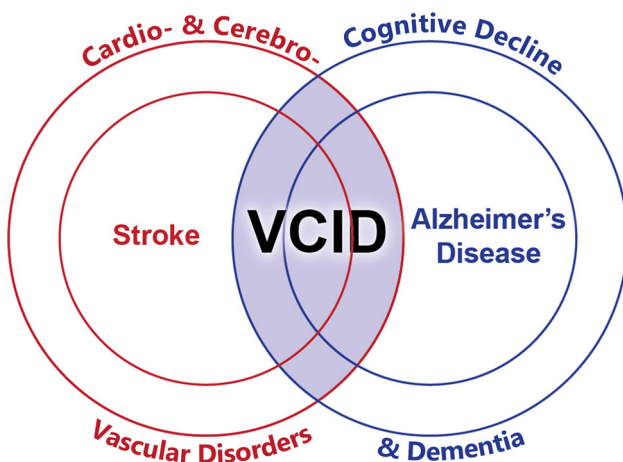 Cardio- & Cerebro-
Cognitive Decline
Stroke
VCID
Alzheimer's
Disease
Vascular Disorders
& Dementia